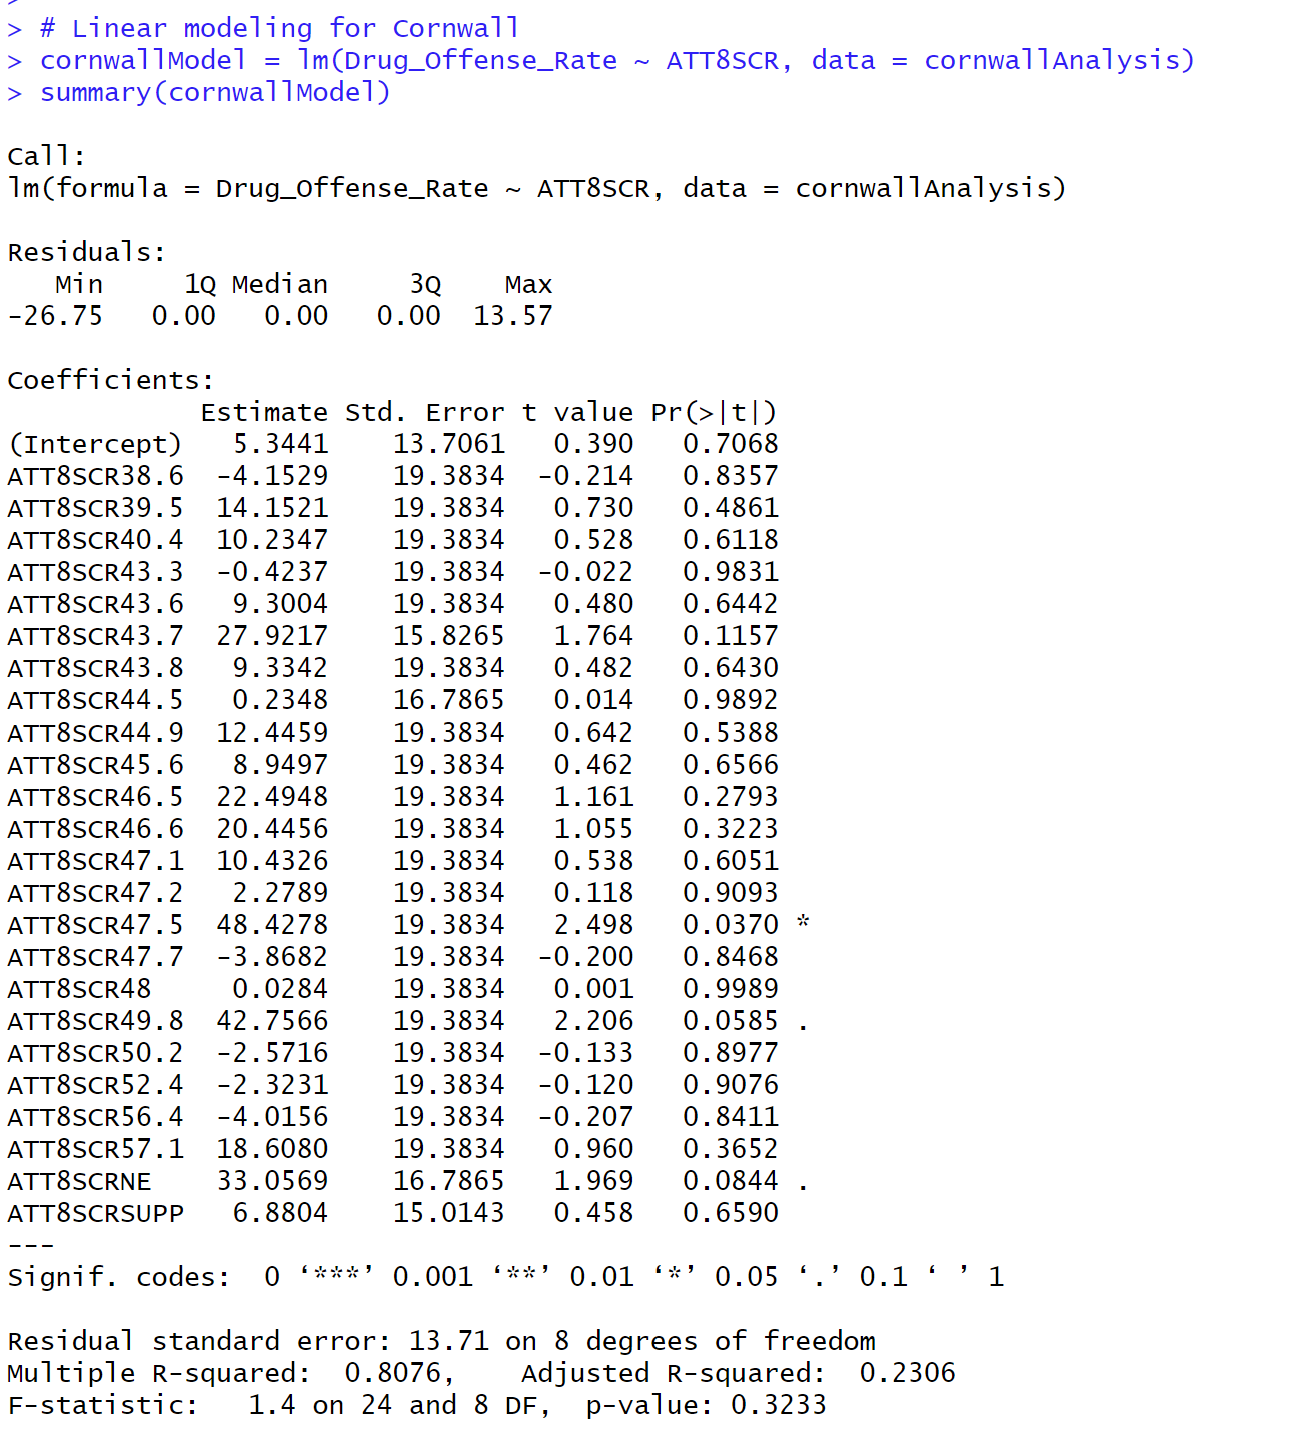 >
> # Linear modeling for Cornwall
> cornwallModel = lm(Drug_Offense_Rate ~ ATT8SCR, data = cornwallAnalysis)
> summary(cornwallModel)
Call:
lm(formula = Drug_Offense_Rate ~ ATT8SCR, data = cornwallAnalysis)
Residuals:
   Min     1Q Median     3Q    Max
-26.75   0.00   0.00   0.00  13.57
Coefficients:
            Estimate Std. Error t value Pr(>|t|)
(Intercept)   5.3441    13.7061   0.390   0.7068
ATT8SCR38.6  -4.1529    19.3834  -0.214   0.8357
ATT8SCR39.5  14.1521    19.3834   0.730   0.4861
ATT8SCR40.4  10.2347    19.3834   0.528   0.6118
ATT8SCR43.3  -0.4237    19.3834  -0.022   0.9831
ATT8SCR43.6   9.3004    19.3834   0.480   0.6442
ATT8SCR43.7  27.9217    15.8265   1.764   0.1157
ATT8SCR43.8   9.3342    19.3834   0.482   0.6430
ATT8SCR44.5   0.2348    16.7865   0.014   0.9892
ATT8SCR44.9  12.4459    19.3834   0.642   0.5388
ATT8SCR45.6   8.9497    19.3834   0.462   0.6566
ATT8SCR46.5  22.4948    19.3834   1.161   0.2793
ATT8SCR46.6  20.4456    19.3834   1.055   0.3223
ATT8SCR47.1  10.4326    19.3834   0.538   0.6051
ATT8SCR47.2   2.2789    19.3834   0.118   0.9093
ATT8SCR47.5  48.4278    19.3834   2.498   0.0370 *
ATT8SCR47.7  -3.8682    19.3834  -0.200   0.8468
ATT8SCR48     0.0284    19.3834   0.001   0.9989
ATT8SCR49.8  42.7566    19.3834   2.206   0.0585 .
ATT8SCR50.2  -2.5716    19.3834  -0.133   0.8977
ATT8SCR52.4  -2.3231    19.3834  -0.120   0.9076
ATT8SCR56.4  -4.0156    19.3834  -0.207   0.8411
ATT8SCR57.1  18.6080    19.3834   0.960   0.3652
ATT8SCRNE    33.0569    16.7865   1.969   0.0844 .
ATT8SCRSUPP   6.8804    15.0143   0.458   0.6590
---
Signif. codes:  0 ‘***’ 0.001 ‘**’ 0.01 ‘*’ 0.05 ‘.’ 0.1 ‘ ’ 1
Residual standard error: 13.71 on 8 degrees of freedom
Multiple R-squared:  0.8076,    Adjusted R-squared:  0.2306
F-statistic:   1.4 on 24 and 8 DF,  p-value: 0.3233